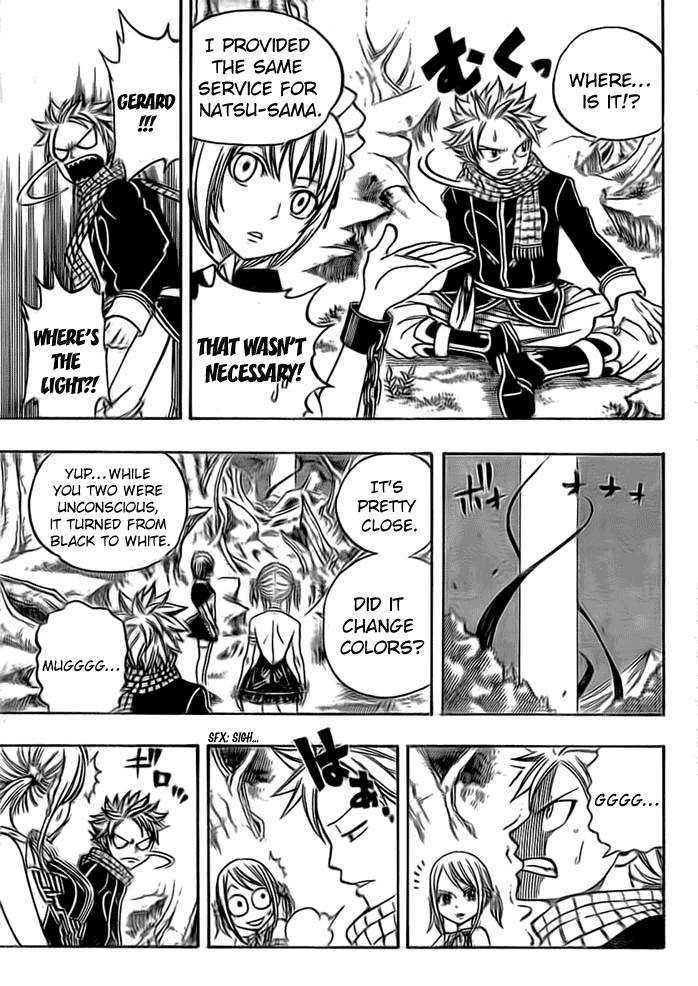 WHERE...
IS IT!?
むくっ
I PROVIDED
THE SAME
SERVICE FOR
NATSU-SAMA.
THAT WASN'T
NECESSARY!
GERARD
!!!
WHERE'S
THE
LIGHT?!
IT'S
PRETTY
CLOSE.
DID IT
CHANGE
COLORS?
YUP...WHILE
YOU TWO WERE
UNCONSCIOUS,
IT TURNED FROM
BLACK TO WHITE.
MUGGGG...
GGGG...
SFX: SIGH...
はぁ...
ギロ